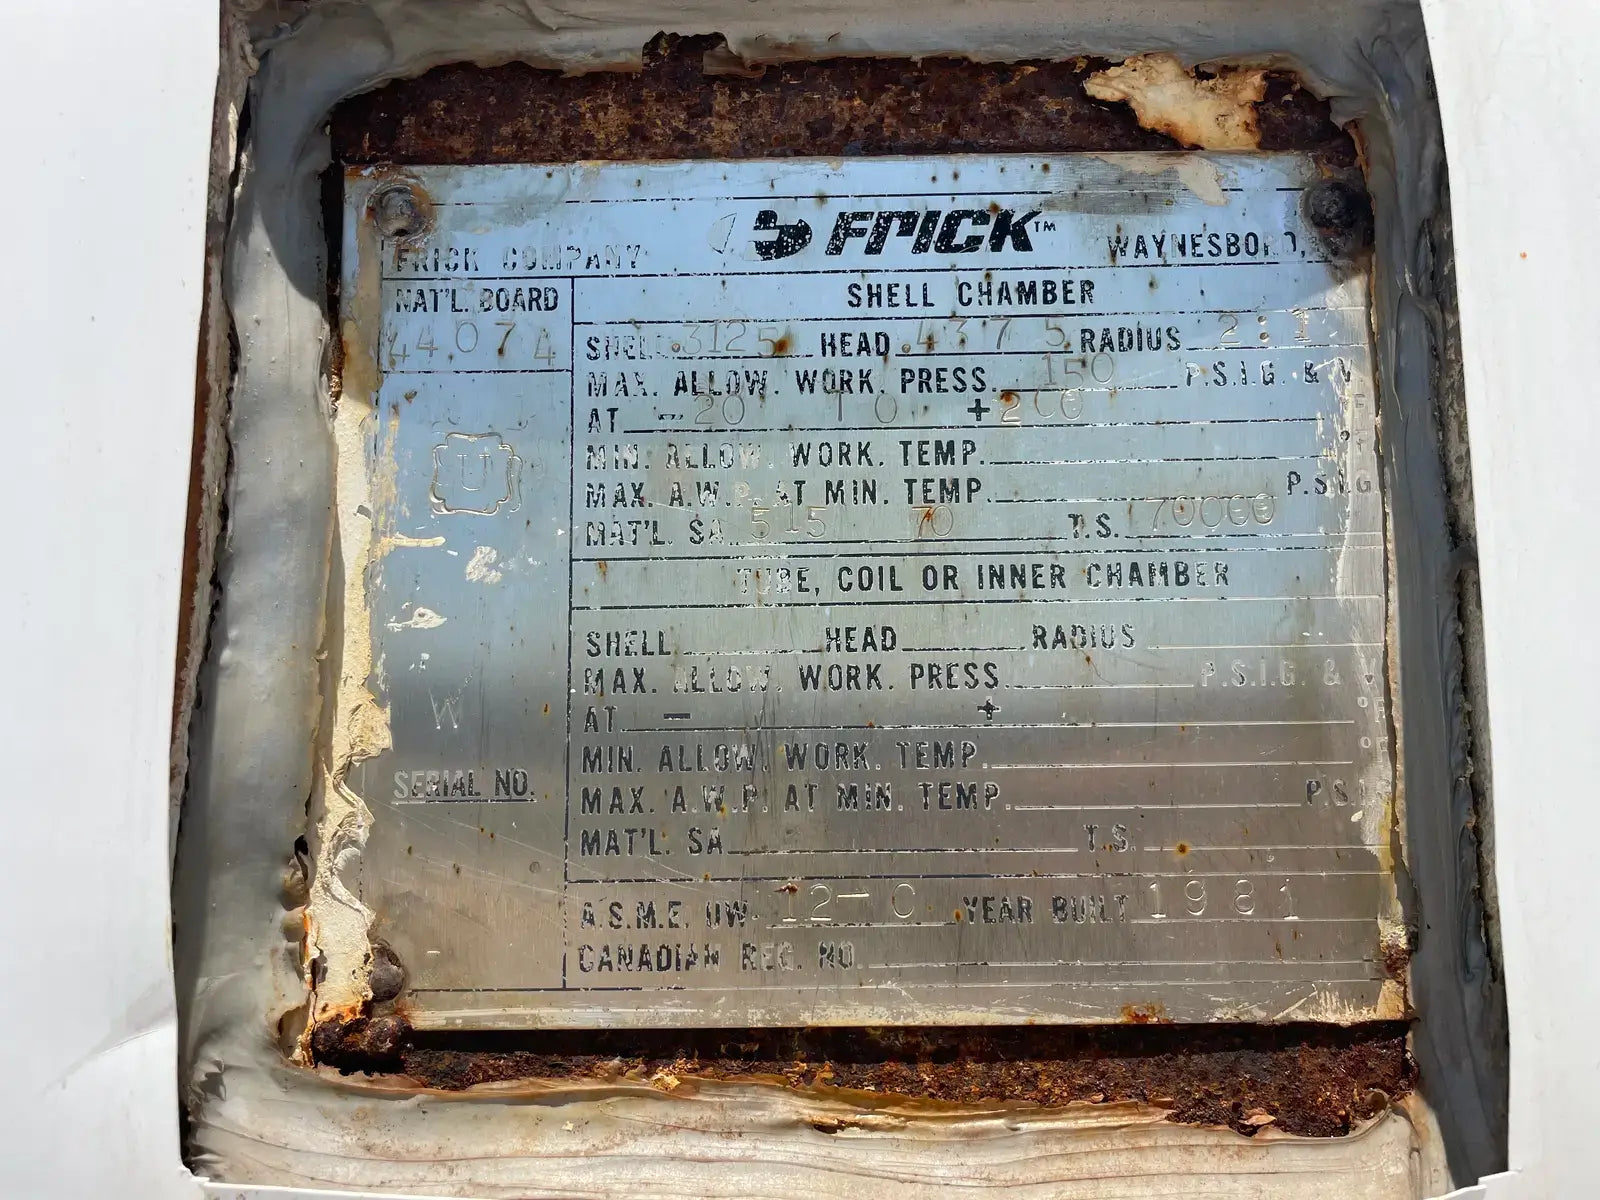 FRICK™
FRICK COMPANY WAYNESBORO,
NAT'L. BOARD
44074
U
W
SERIAL NO.
SHELL CHAMBER
SHELL .3125 HEAD .4375 RADIUS 2:1
MAX. ALLOW. WORK. PRESS. 150 P.S.I.G. & V
AT -20 TO +200 °F
MIN. ALLOW. WORK. TEMP. °F
MAX. A.W.P. AT MIN. TEMP. P.S.I.G
MAT'L. SA 515 70 T.S. 70000
TUBE, COIL OR INNER CHAMBER
SHELL HEAD RADIUS
MAX. ALLOW. WORK. PRESS. P.S.I.G. & V
AT - + °F
MIN. ALLOW. WORK. TEMP. °F
MAX. A.W.P. AT MIN. TEMP. P.S.I
MAT'L. SA T.S.
A.S.M.E. UW- 12-C YEAR BUILT 1981
CANADIAN REG. NO.